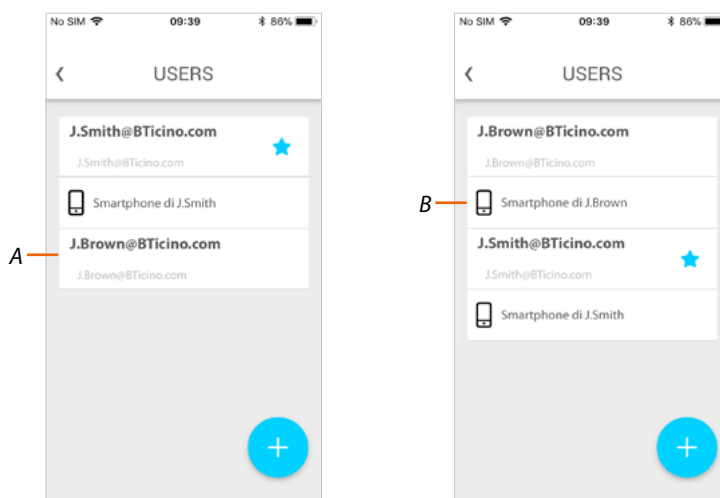 No SIM 09:39 86%
USERS
J.Smith@BTicino.com
J.Smith@BTicino.com
Smartphone di J.Smith
A
J.Brown@BTicino.com
J.Brown@BTicino.com
No SIM 09:39 86%
USERS
J.Brown@BTicino.com
J.Brown@BTicino.com
B
Smartphone di J.Brown
J.Smith@BTicino.com
J.Smith@BTicino.com
Smartphone di J.Smith